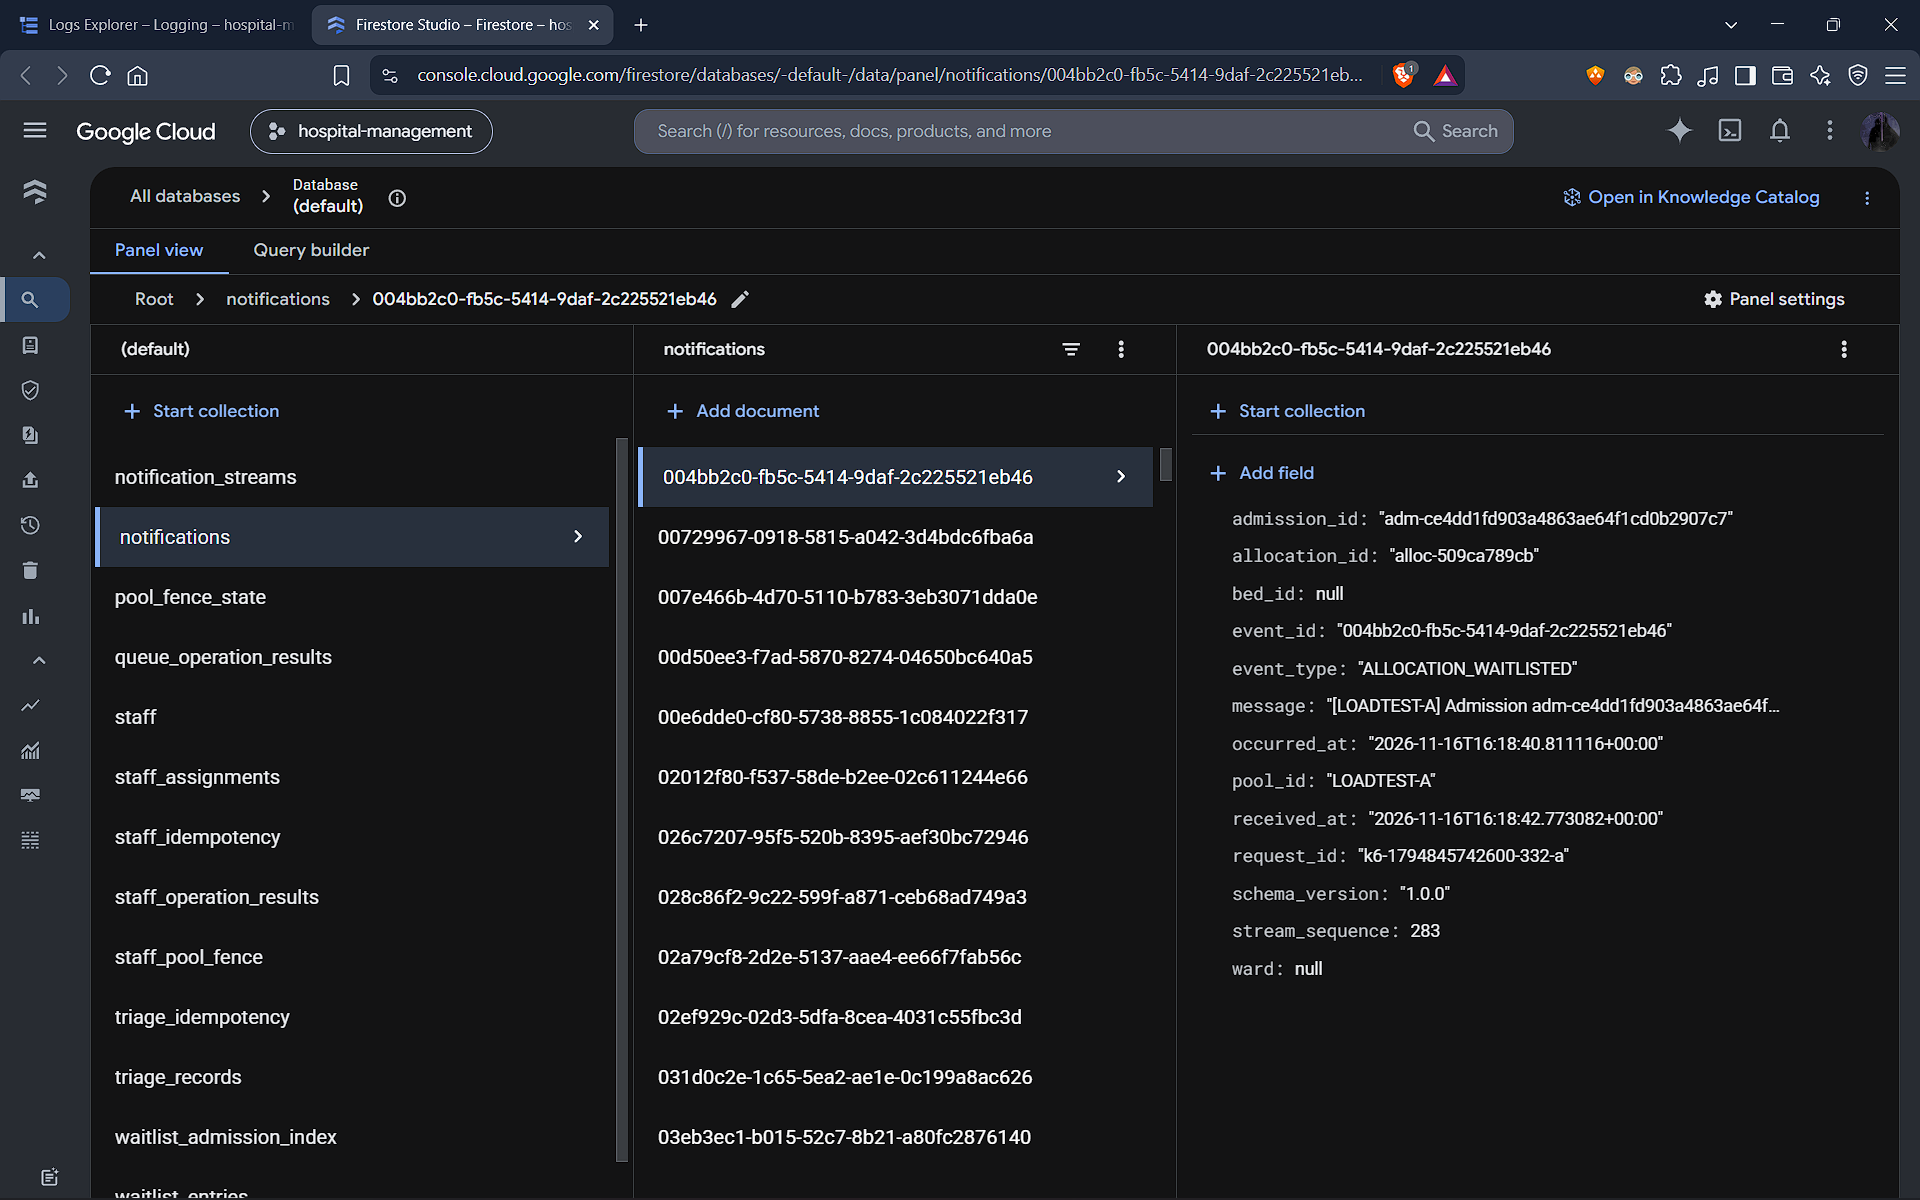 Logs Explorer – Logging – hospital-m
Firestore Studio – Firestore – hos
console.cloud.google.com/firestore/databases/-default-/data/panel/notifications/004bb2c0-fb5c-5414-9daf-2c225521eb...
1
Google Cloud
hospital-management
Search (/) for resources, docs, products, and more
Search
All databases
Database
(default)
Open in Knowledge Catalog
Panel view
Query builder
Root
notifications
004bb2c0-fb5c-5414-9daf-2c225521eb46
Panel settings
(default)
Start collection
notification_streams
notifications
pool_fence_state
queue_operation_results
staff
staff_assignments
staff_idempotency
staff_operation_results
staff_pool_fence
triage_idempotency
triage_records
waitlist_admission_index
waitlist_entries
notifications
Add document
004bb2c0-fb5c-5414-9daf-2c225521eb46
00729967-0918-5815-a042-3d4bdc6fba6a
007e466b-4d70-5110-b783-3eb3071dda0e
00d50ee3-f7ad-5870-8274-04650bc640a5
00e6dde0-cf80-5738-8855-1c084022f317
02012f80-f537-58de-b2ee-02c611244e66
026c7207-95f5-520b-8395-aef30bc72946
028c86f2-9c22-599f-a871-ceb68ad749a3
02a79cf8-2d2e-5137-aae4-ee66f7fab56c
02ef929c-02d3-5dfa-8cea-4031c55fbc3d
031d0c2e-1c65-5ea2-ae1e-0c199a8ac626
03eb3ec1-b015-52c7-8b21-a80fc2876140
004bb2c0-fb5c-5414-9daf-2c225521eb46
Start collection
Add field
admission_id: "adm-ce4dd1fd903a4863ae64f1cd0b2907c7"
allocation_id: "alloc-509ca789cb"
bed_id: null
event_id: "004bb2c0-fb5c-5414-9daf-2c225521eb46"
event_type: "ALLOCATION_WAITLISTED"
message: "[LOADTEST-A] Admission adm-ce4dd1fd903a4863ae64f...
occurred_at: "2026-11-16T16:18:40.811116+00:00"
pool_id: "LOADTEST-A"
received_at: "2026-11-16T16:18:42.773082+00:00"
request_id: "k6-1794845742600-332-a"
schema_version: "1.0.0"
stream_sequence: 283
ward: null